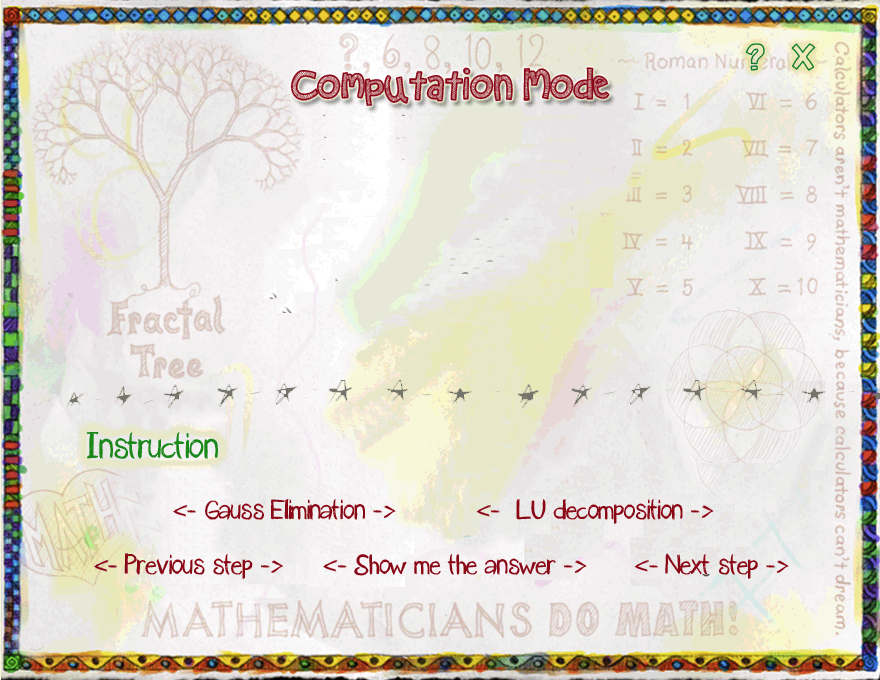 ?, 6, 8, 10, 12
Computation Mode
? X
~~ Roman Numeral ~
I = 1 VI = 6
II = 2 VII = 7
III = 3 VIII = 8
IV = 4 IX = 9
V = 5 X = 10
Calculators aren't mathematicians, because calculators can't dream.
Fractal
Tree
Instruction
MATH
<- Gauss Elimination -> <- LU decomposition ->
<- Previous step -> <- Show me the answer -> <- Next step ->
MATHEMATICIANS DO MATH!